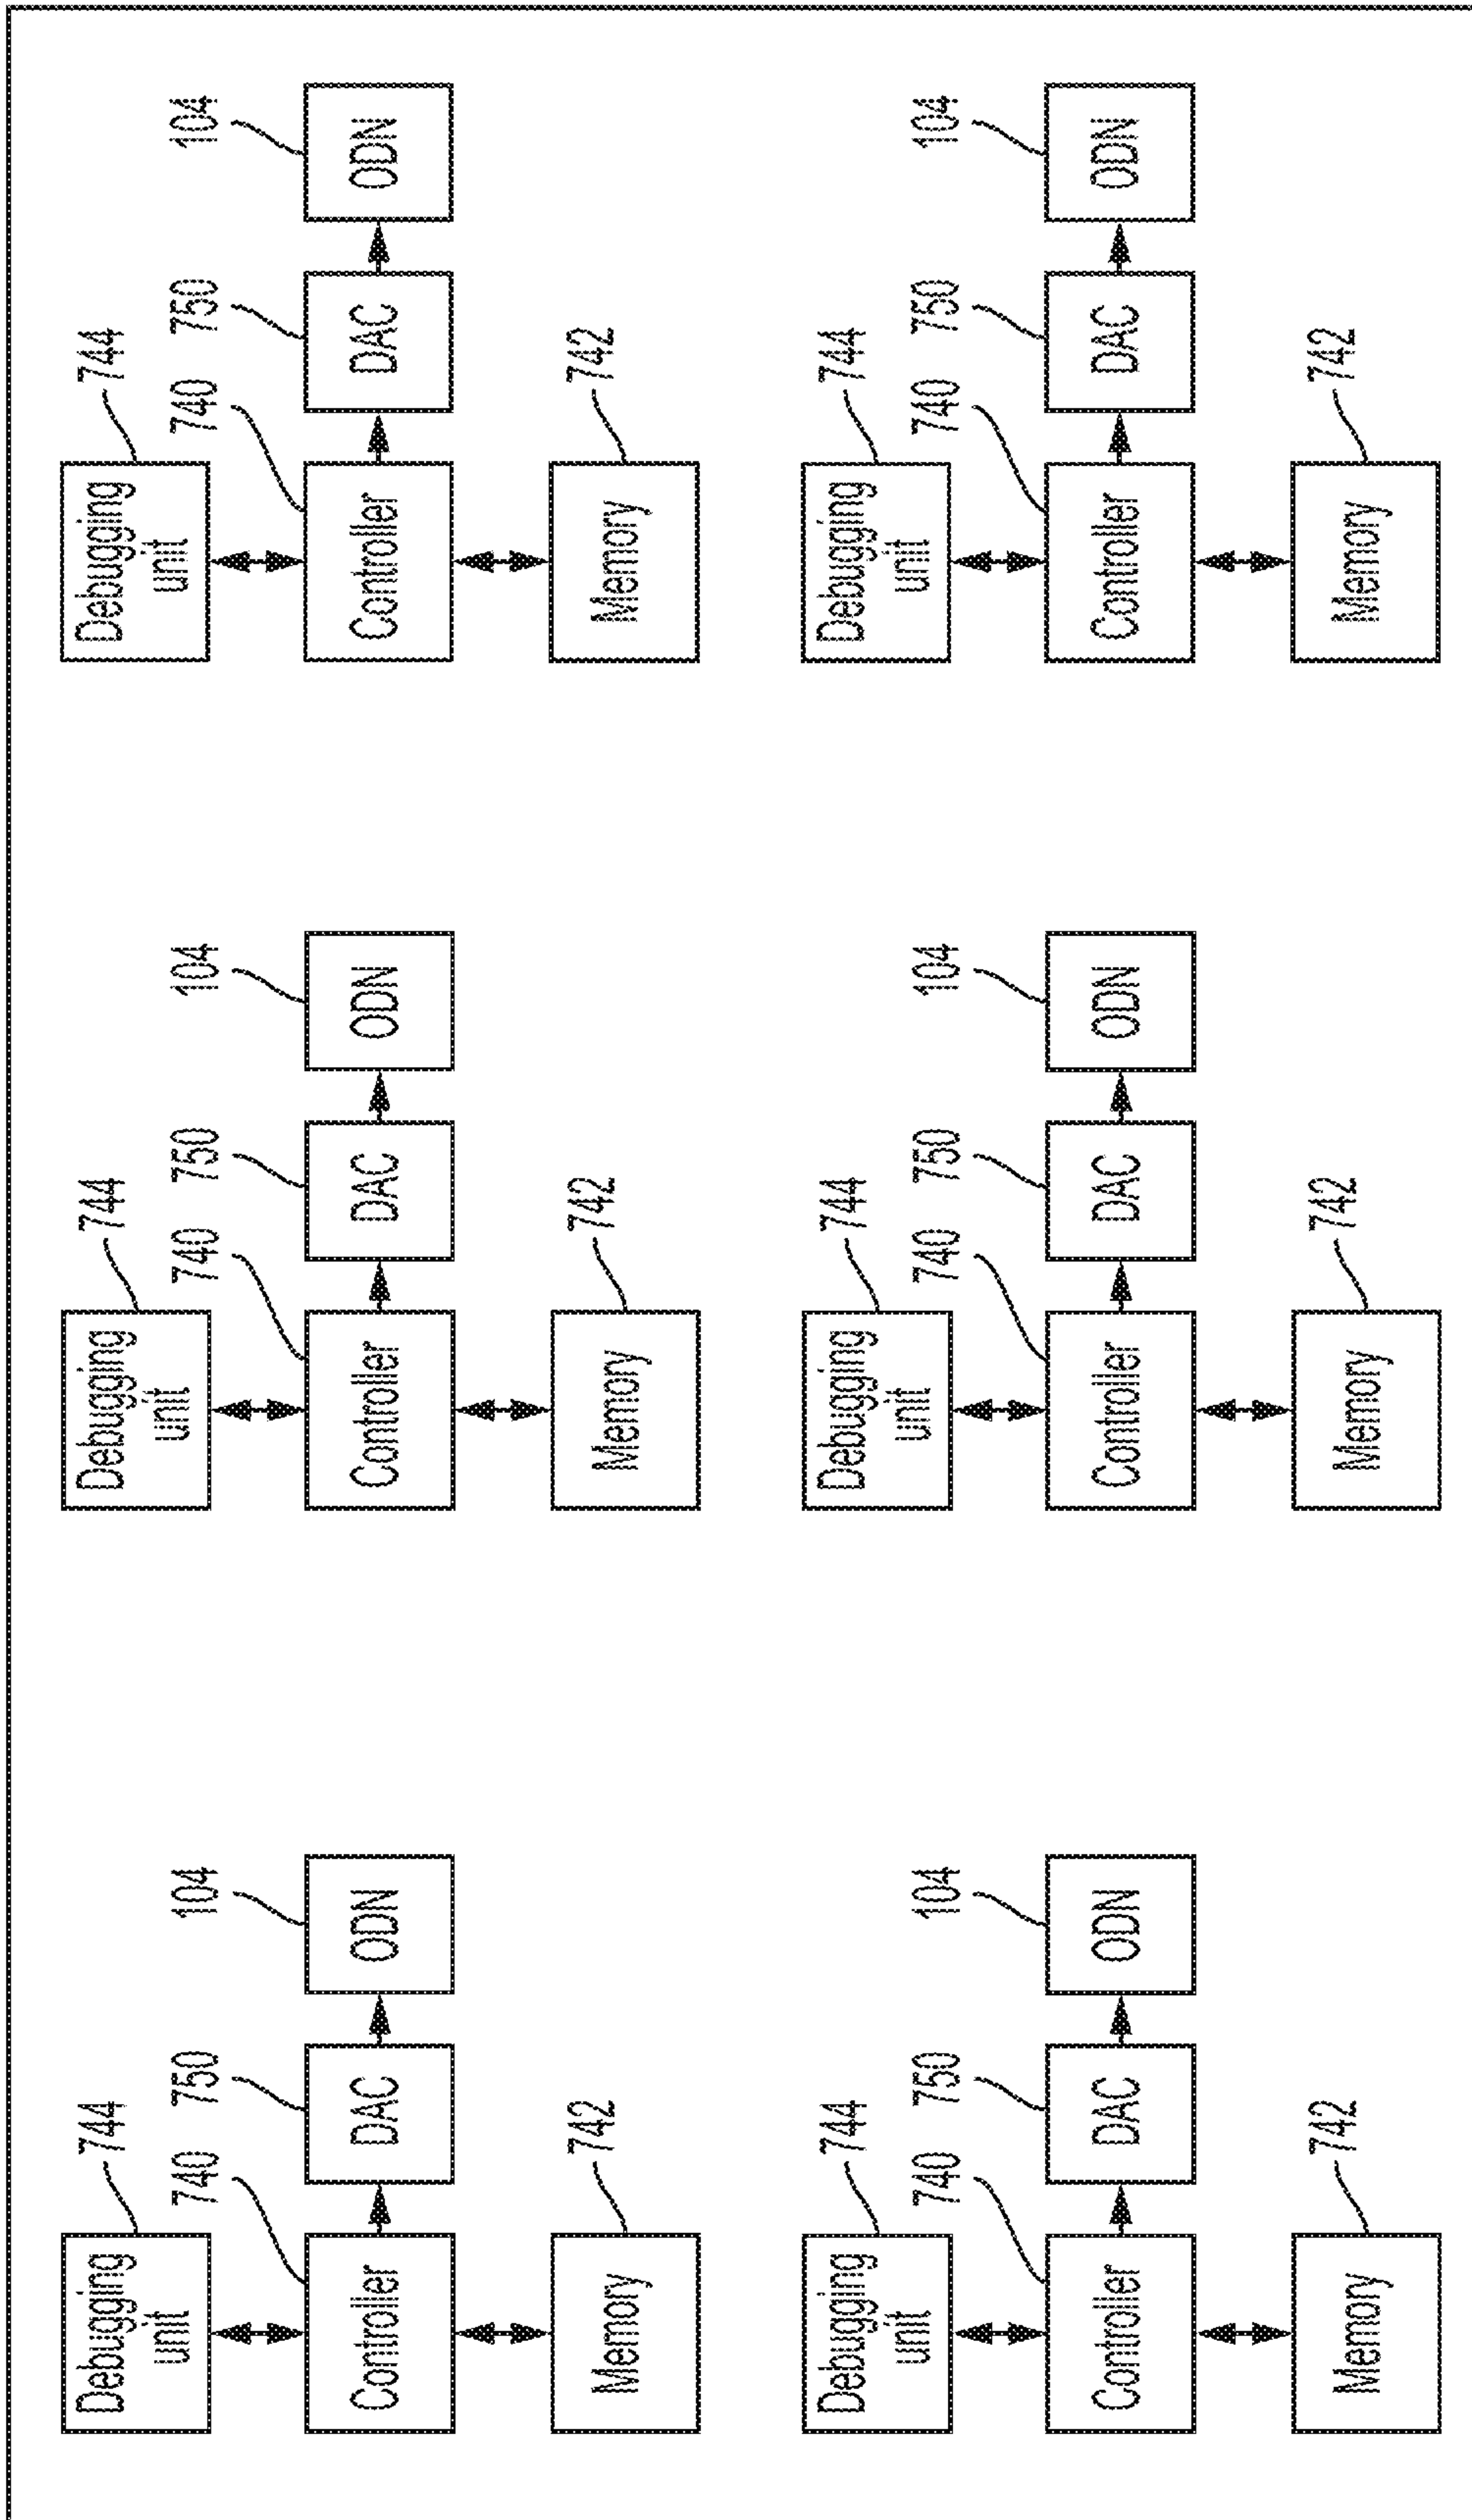 Debugging
unit
744
740
750
104
Controller
DAC
ODN
742
Memory
Debugging
unit
744
740
750
104
Controller
DAC
ODN
742
Memory
Debugging
unit
744
740
750
104
Controller
DAC
ODN
742
Memory
Debugging
unit
744
740
750
104
Controller
DAC
ODN
742
Memory
Debugging
unit
744
740
750
104
Controller
DAC
ODN
742
Memory
Debugging
unit
744
740
750
104
Controller
DAC
ODN
742
Memory